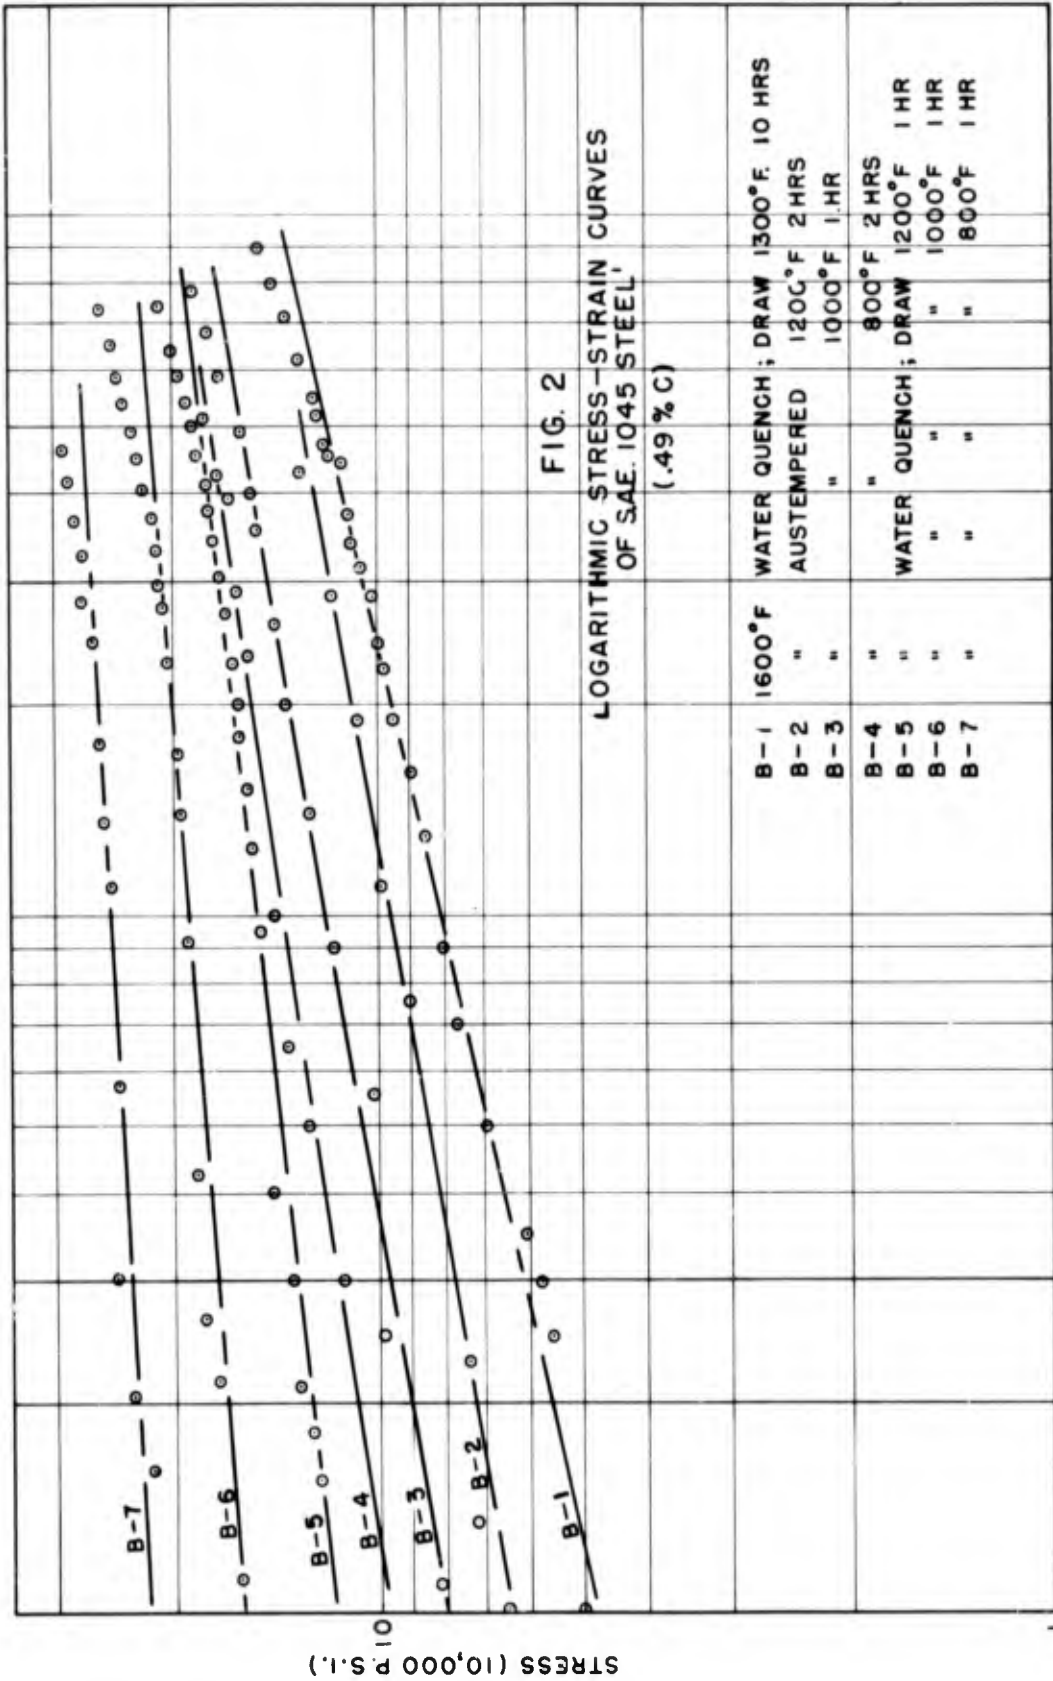 STRESS (10,000 P.S.I.)
10
1
B-7
B-6
B-5
B-4
B-3
B-2
B-1
FIG. 2
LOGARITHMIC STRESS-STRAIN CURVES
OF S.A.E. 1045 STEEL
(.49 % C)
B-1 1600°F WATER QUENCH; DRAW 1300°F. 10 HRS
B-2 " AUSTEMPERED 1200°F 2 HRS
B-3 " " 1000°F 1 HR
B-4 " " 800°F 2 HRS
B-5 " WATER QUENCH; DRAW 1200°F 1 HR
B-6 " " " " 1000°F 1 HR
B-7 " " " " 800°F 1 HR